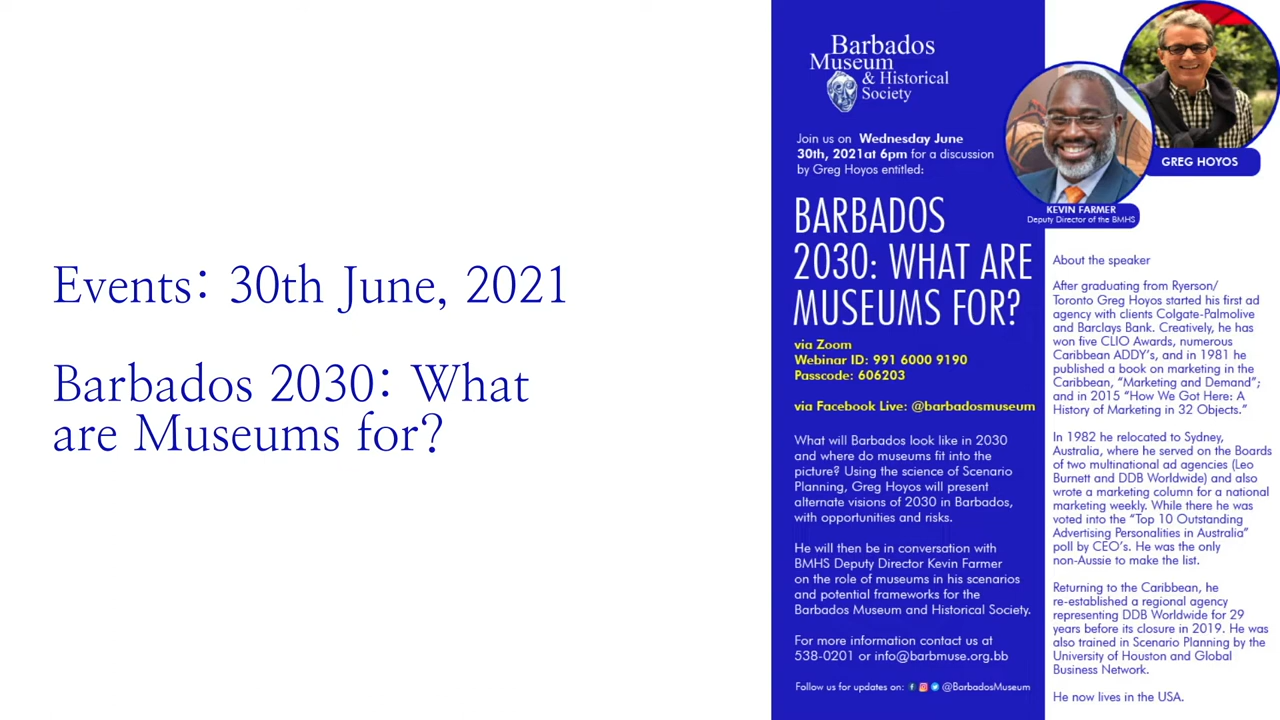 Events: 30th June, 2021
Barbados 2030: What
are Museums for?
Barbados
Museum
& Historical
Society
Join us on Wednesday June
30th, 2021at 6pm for a discussion
by Greg Hoyos entitled:
BARBADOS
2030: WHAT ARE
MUSEUMS FOR?
via Zoom
Webinar ID: 991 6000 9190
Passcode: 606203
via Facebook Live: @barbadosmuseum
What will Barbados look like in 2030
and where do museums fit into the
picture? Using the science of Scenario
Planning, Greg Hoyos will present
alternate visions of 2030 in Barbados,
with opportunities and risks.
He will then be in conversation with
BMHS Deputy Director Kevin Farmer
on the role of museums in his scenarios
and potential frameworks for the
Barbados Museum and Historical Society.
For more information contact us at
538-0201 or info@barbmuse.org.bb
Follow us for updates on: @BarbadosMuseum
GREG HOYOS
KEVIN FARMER
Deputy Director of the BMHS
About the speaker
After graduating from Ryerson/
Toronto Greg Hoyos started his first ad
agency with clients Colgate-Palmolive
and Barclays Bank. Creatively, he has
won five CLIO Awards, numerous
Caribbean ADDY's, and in 1981 he
published a book on marketing in the
Caribbean, "Marketing and Demand";
and in 2015 "How We Got Here: A
History of Marketing in 32 Objects."
In 1982 he relocated to Sydney,
Australia, where he served on the Boards
of two multinational ad agencies (Leo
Burnett and DDB Worldwide) and also
wrote a marketing column for a national
marketing weekly. While there he was
voted into the "Top 10 Outstanding
Advertising Personalities in Australia"
poll by CEO's. He was the only
non-Aussie to make the list.
Returning to the Caribbean, he
re-established a regional agency
representing DDB Worldwide for 29
years before its closure in 2019. He was
also trained in Scenario Planning by the
University of Houston and Global
Business Network.
He now lives in the USA.